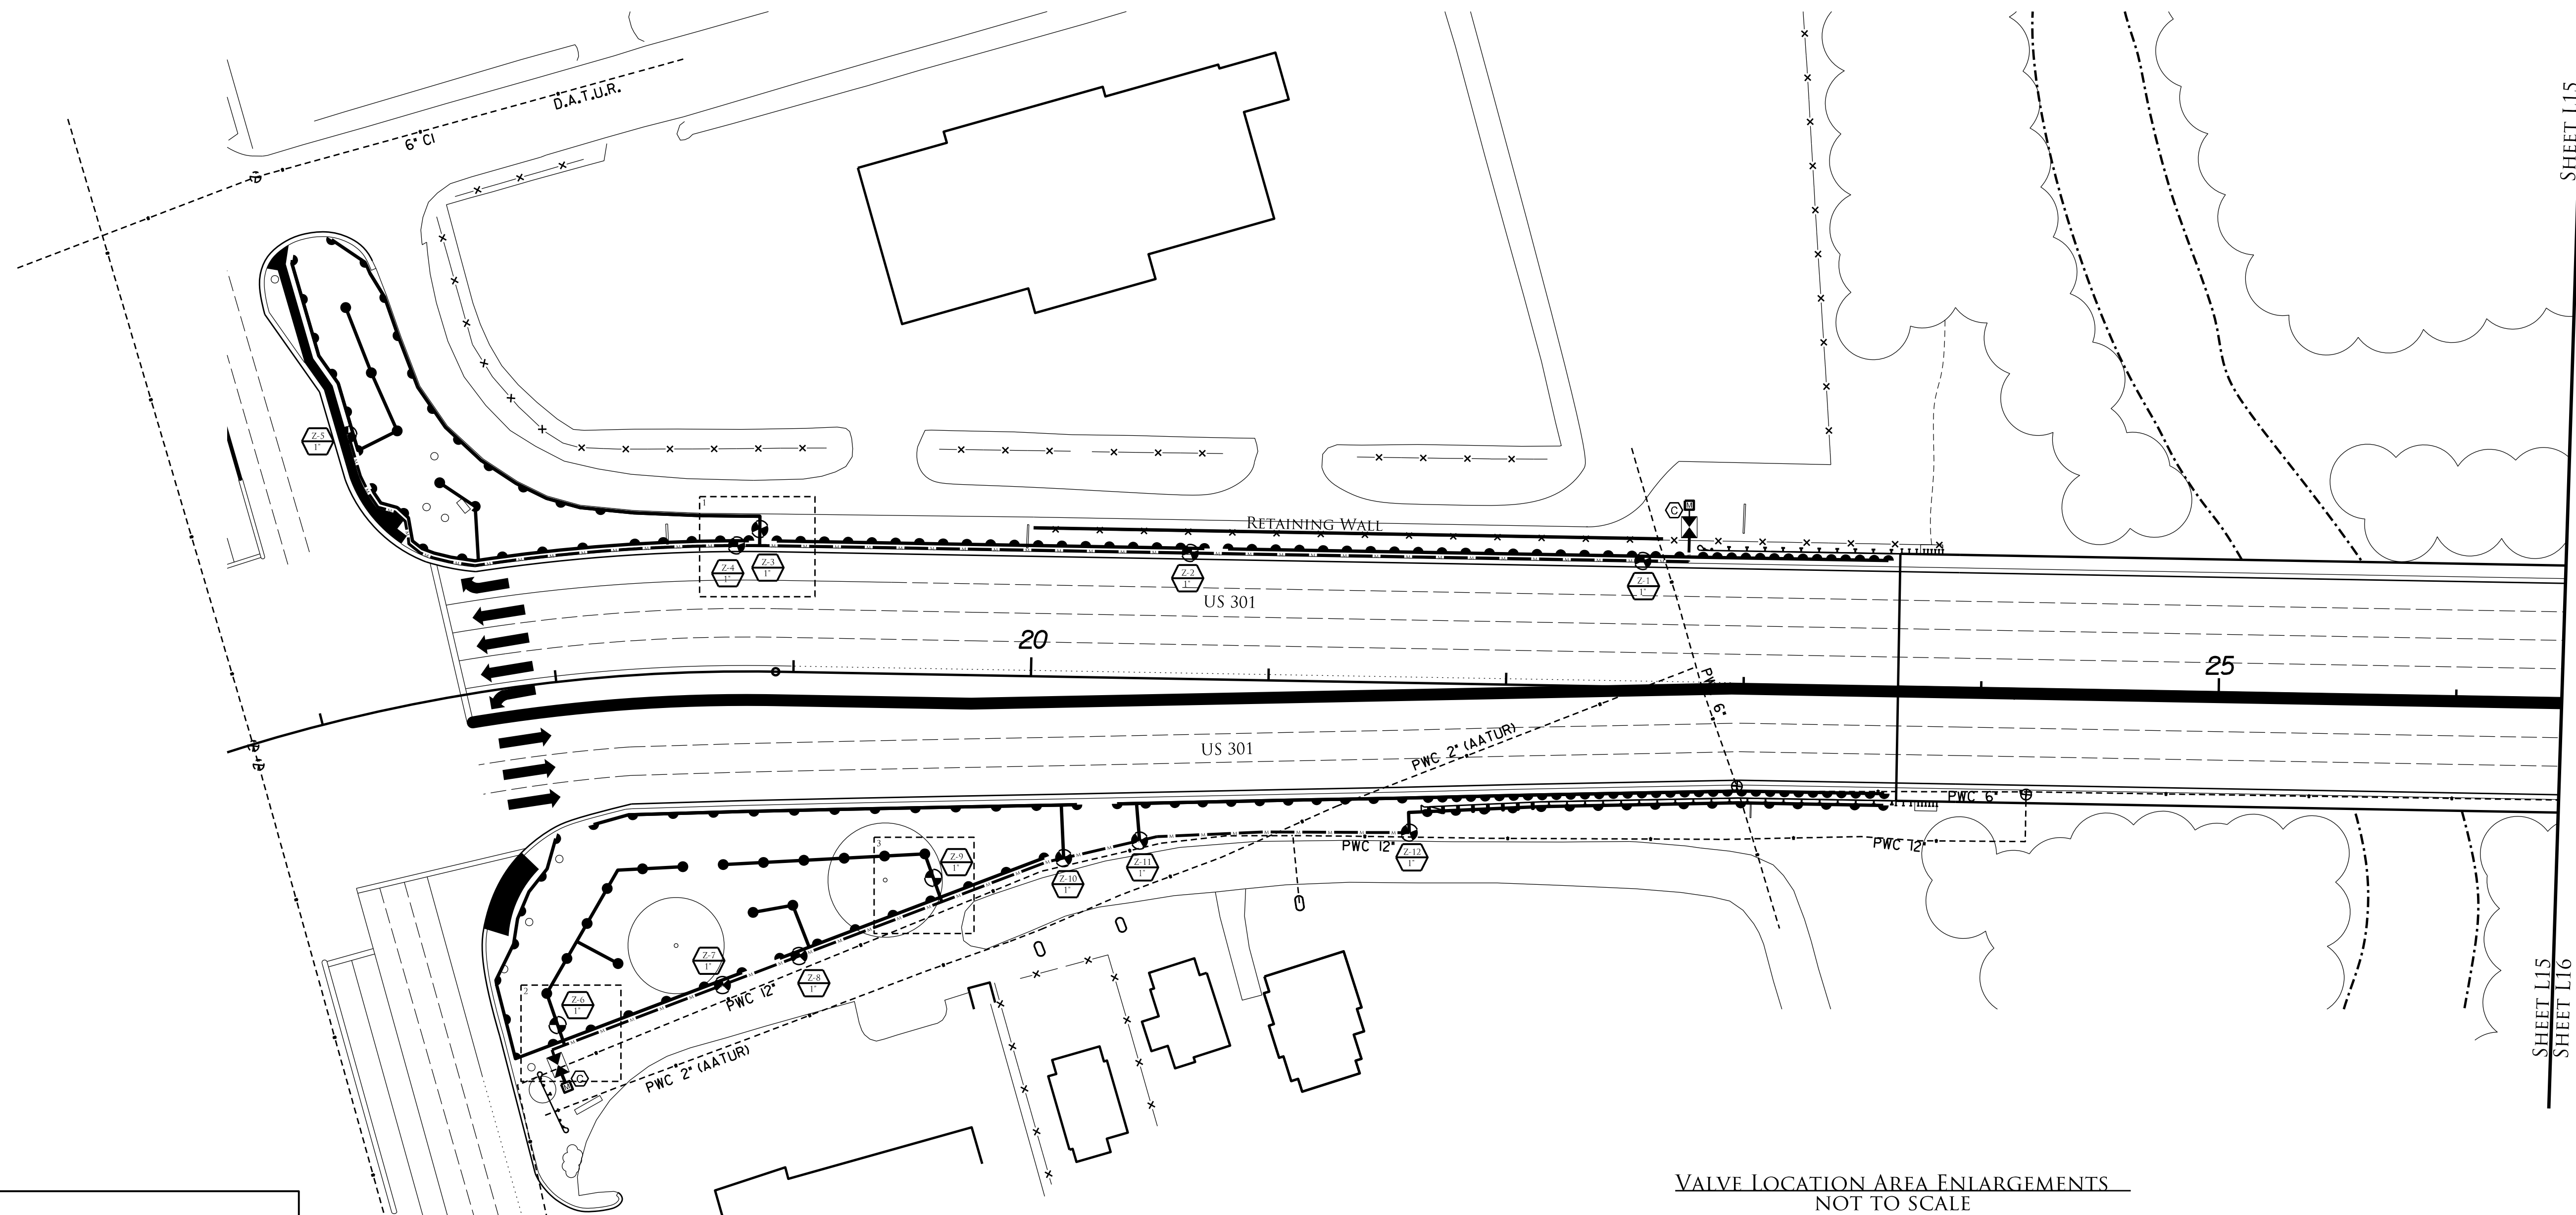 SHEET L15
D.A.T.U.R.
6" CI
Z-5
1"
1
RETAINING WALL
C
M
Z-4
1"
Z-3
1"
Z-2
1"
Z-1
1"
US 301
20
25
6"
US 301
PWC 2" (AATUR)
PWC 6"
PWC 12"
PWC 12"
3
Z-9
1"
Z-10
1"
Z-11
1"
Z-12
1"
Z-7
1"
Z-8
1"
PWC 12"
2
Z-6
1"
C
M
PWC 2" (AATUR)
SHEET L15
SHEET L16
VALVE LOCATION AREA ENLARGEMENTS
NOT TO SCALE